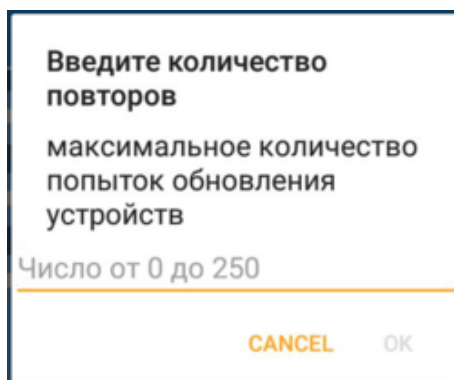 Введите количество
повторов
максимальное количество
попыток обновления
устройств
Число от 0 до 250
CANCEL OK